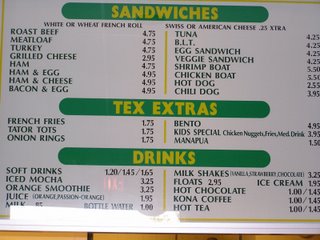 SANDWICHES
WHITE OR WHEAT FRENCH ROLL
SWISS OR AMERICAN CHEESE .25 XTRA
ROAST BEEF 4.75
MEATLOAF 4.75
TURKEY 4.75
GRILLED CHEESE 2.95
HAM 4.75
HAM & EGG 4.95
HAM & CHEESE 4.95
BACON & EGG 4.95
TUNA 4.25
B.L.T. 4.25
EGG SANDWICH 4.25
VEGGIE SANDWICH 4.25
SHRIMP BOAT 5.50
CHICKEN BOAT 5.50
HOT DOG
CHILI DOG 3.95
TEX EXTRAS
FRENCH FRIES 1.75
TATOR TOTS 1.75
ONION RINGS 1.75
BENTO 4.95
KIDS SPECIAL Chicken Nuggets, Fries, Med. Drink 3.95
MANAPUA 1.50
DRINKS
SOFT DRINKS 1.20/1.45/1.65
ICED MOCHA 3.25
ORANGE SMOOTHIE 3.25
JUICE (ORANGE, PASSION-ORANGE) 1.95
MILK .85 BOTTLE WATER 1.00
MILK SHAKES (VANILLA, STRAWBERRY, CHOCOLATE) 3.25
FLOATS 2.95 ICE CREAM 1.95
HOT CHOCOLATE 1.00/1.45
KONA COFFEE 1.00/1.45
HOT TEA 1.00/1.45